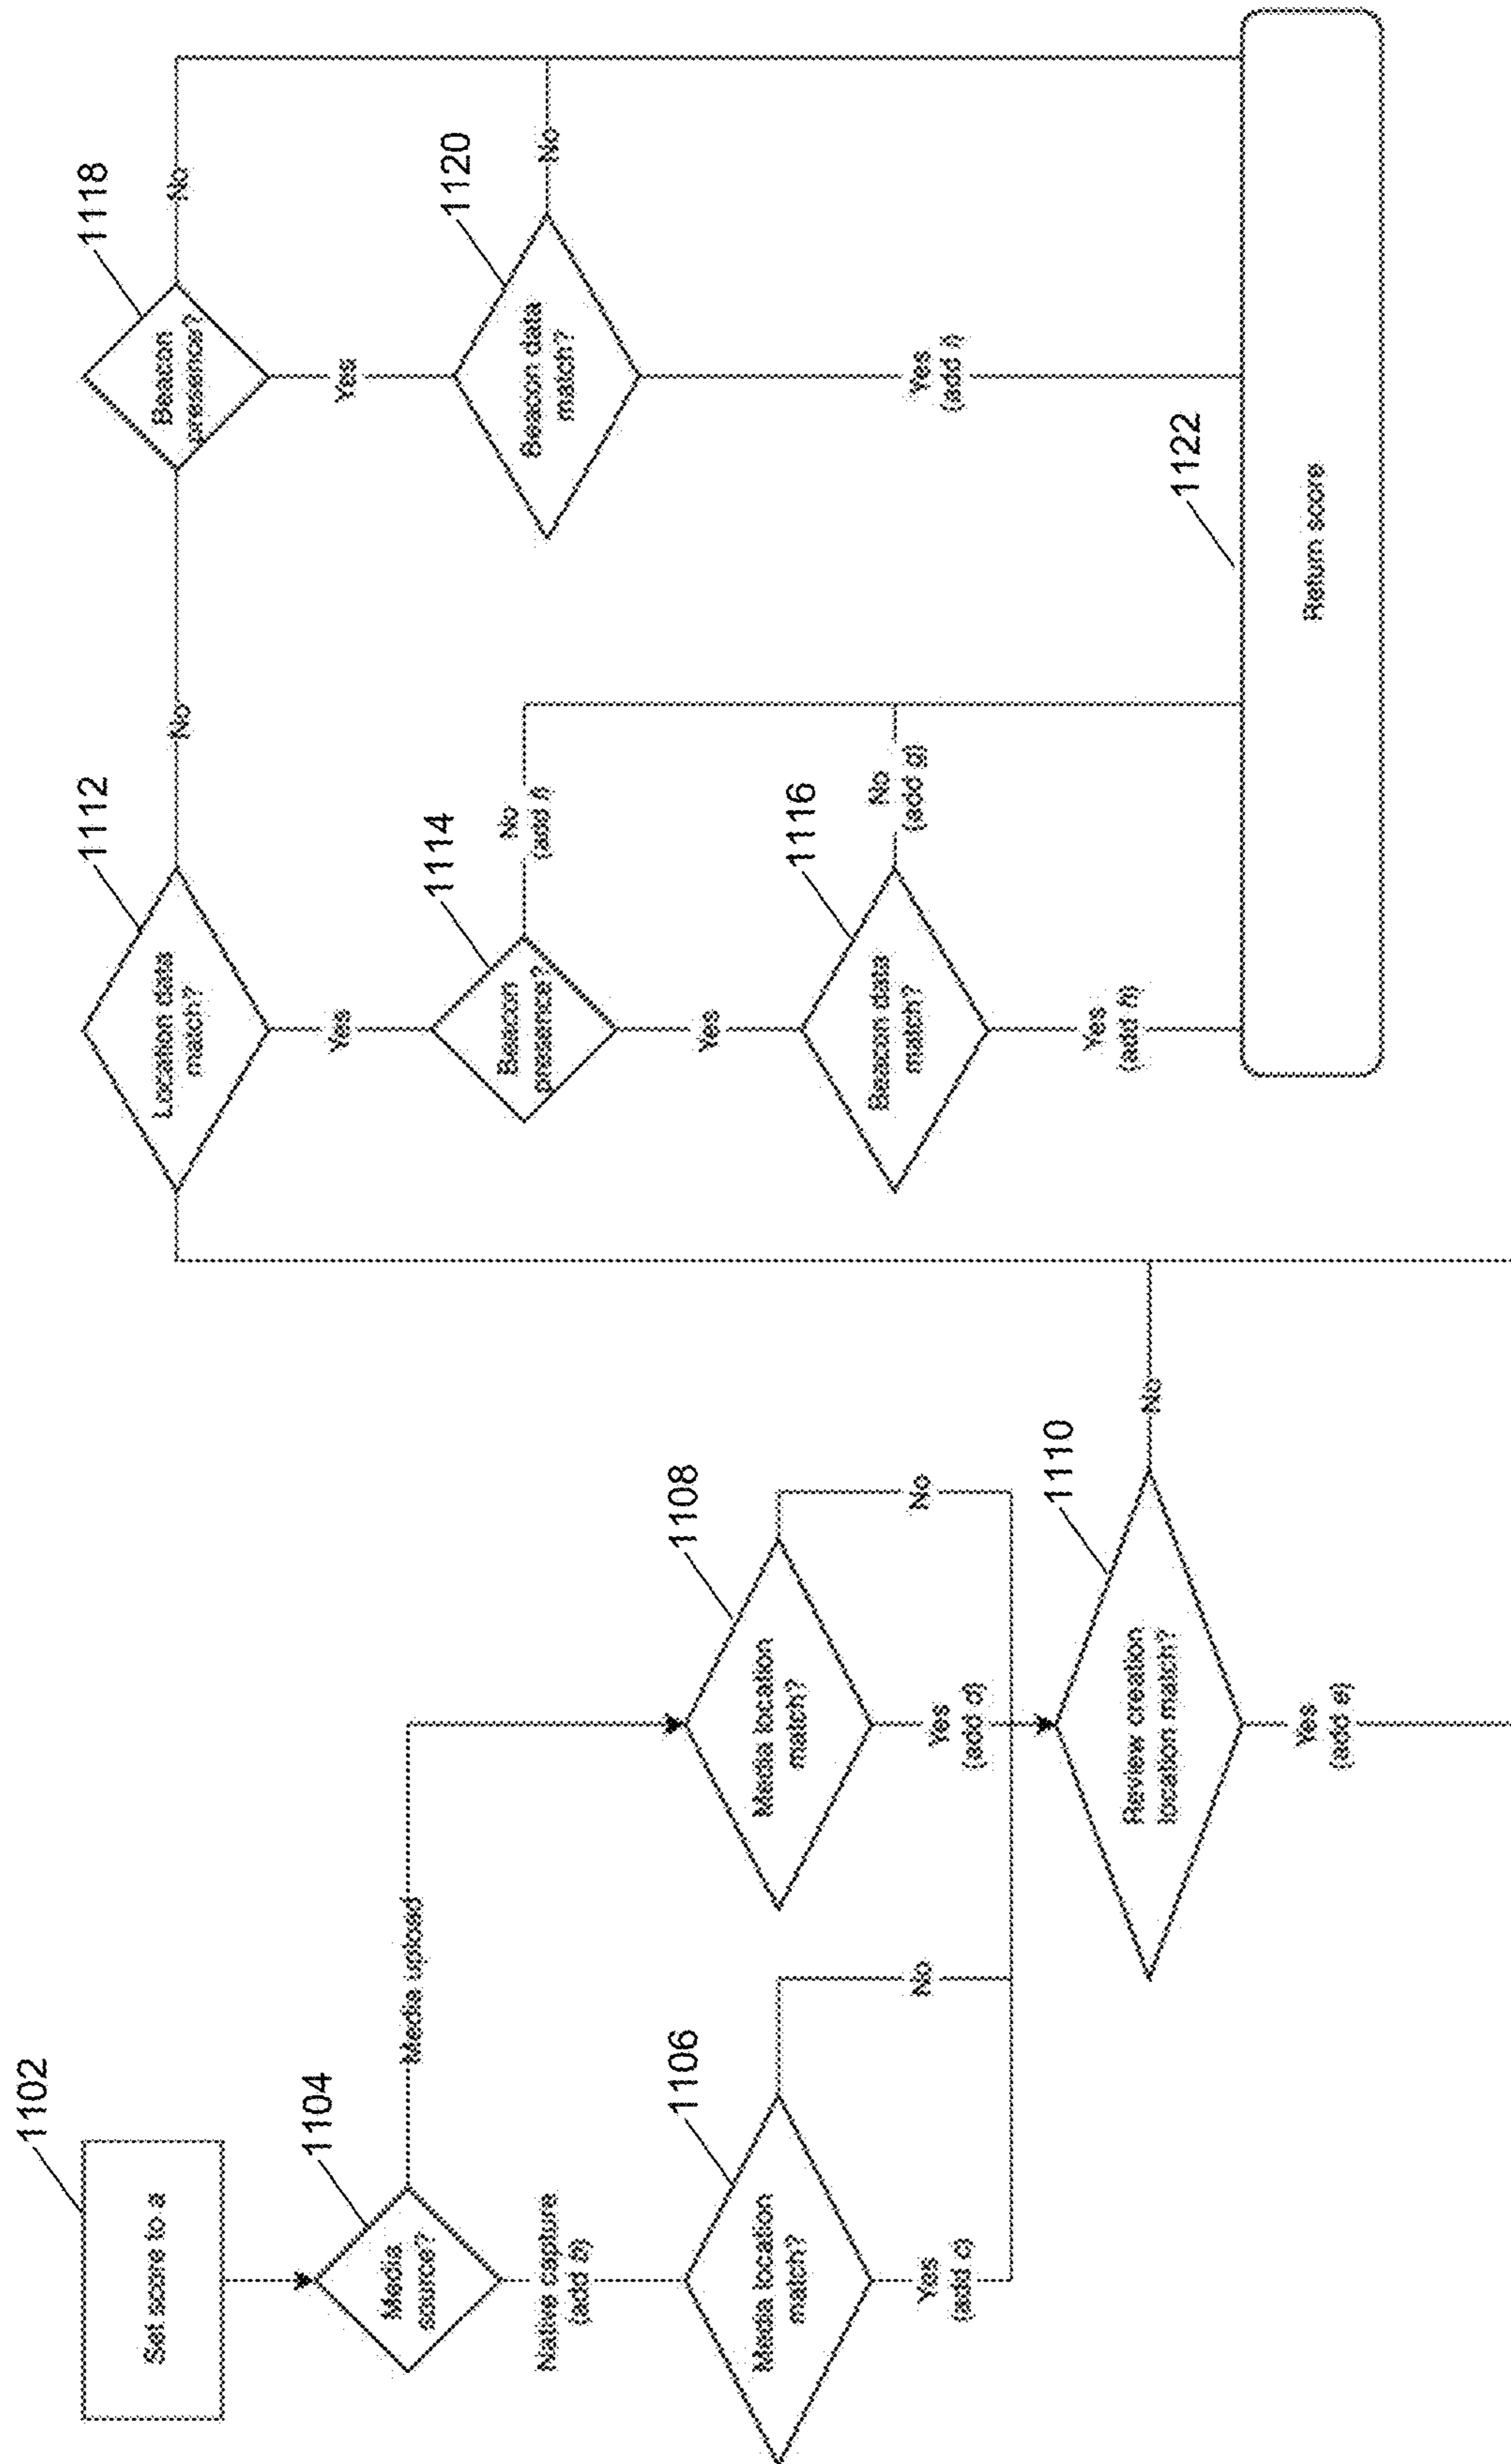 1102
Set score to a
1104
Media
source?
Media upload
Native capture
(add b)
1106
Media location
match?
No
Yes
(add c)
1108
Media location
match?
No
Yes
(add d)
1110
Review creation
location match?
No
Yes
(add e)
1112
Location data
match?
No
Yes
1114
Beacon
presence?
No
(add f)
Yes
1116
Beacon data
match?
No
(add g)
Yes
(add h)
1118
Beacon
presence?
No
Yes
1120
Beacon data
match?
No
Yes
(add i)
1122
Return score